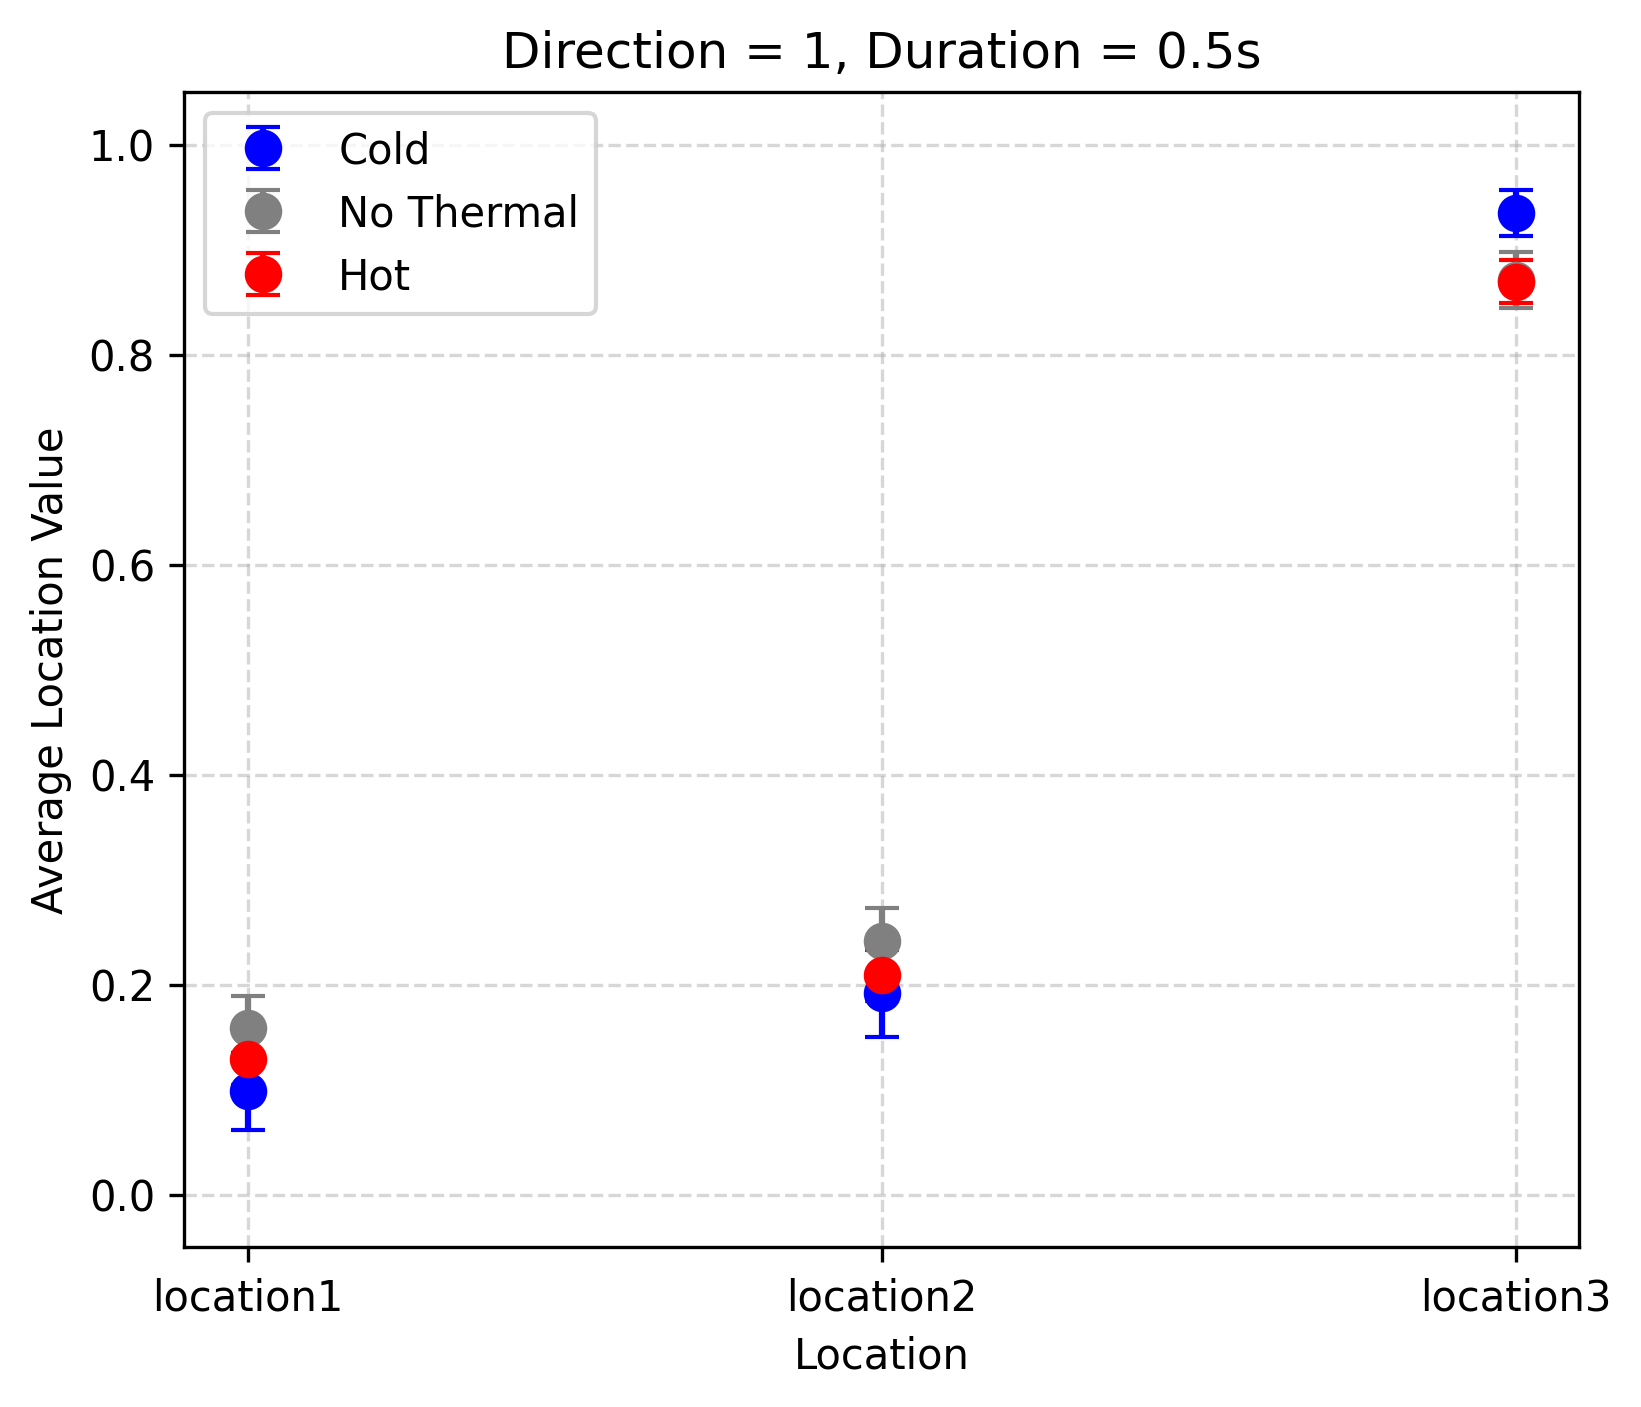 Direction = 1, Duration = 0.5s
Cold
No Thermal
Hot
1.0
0.8
0.6
0.4
0.2
0.0
Average Location Value
location1
location2
location3
Location